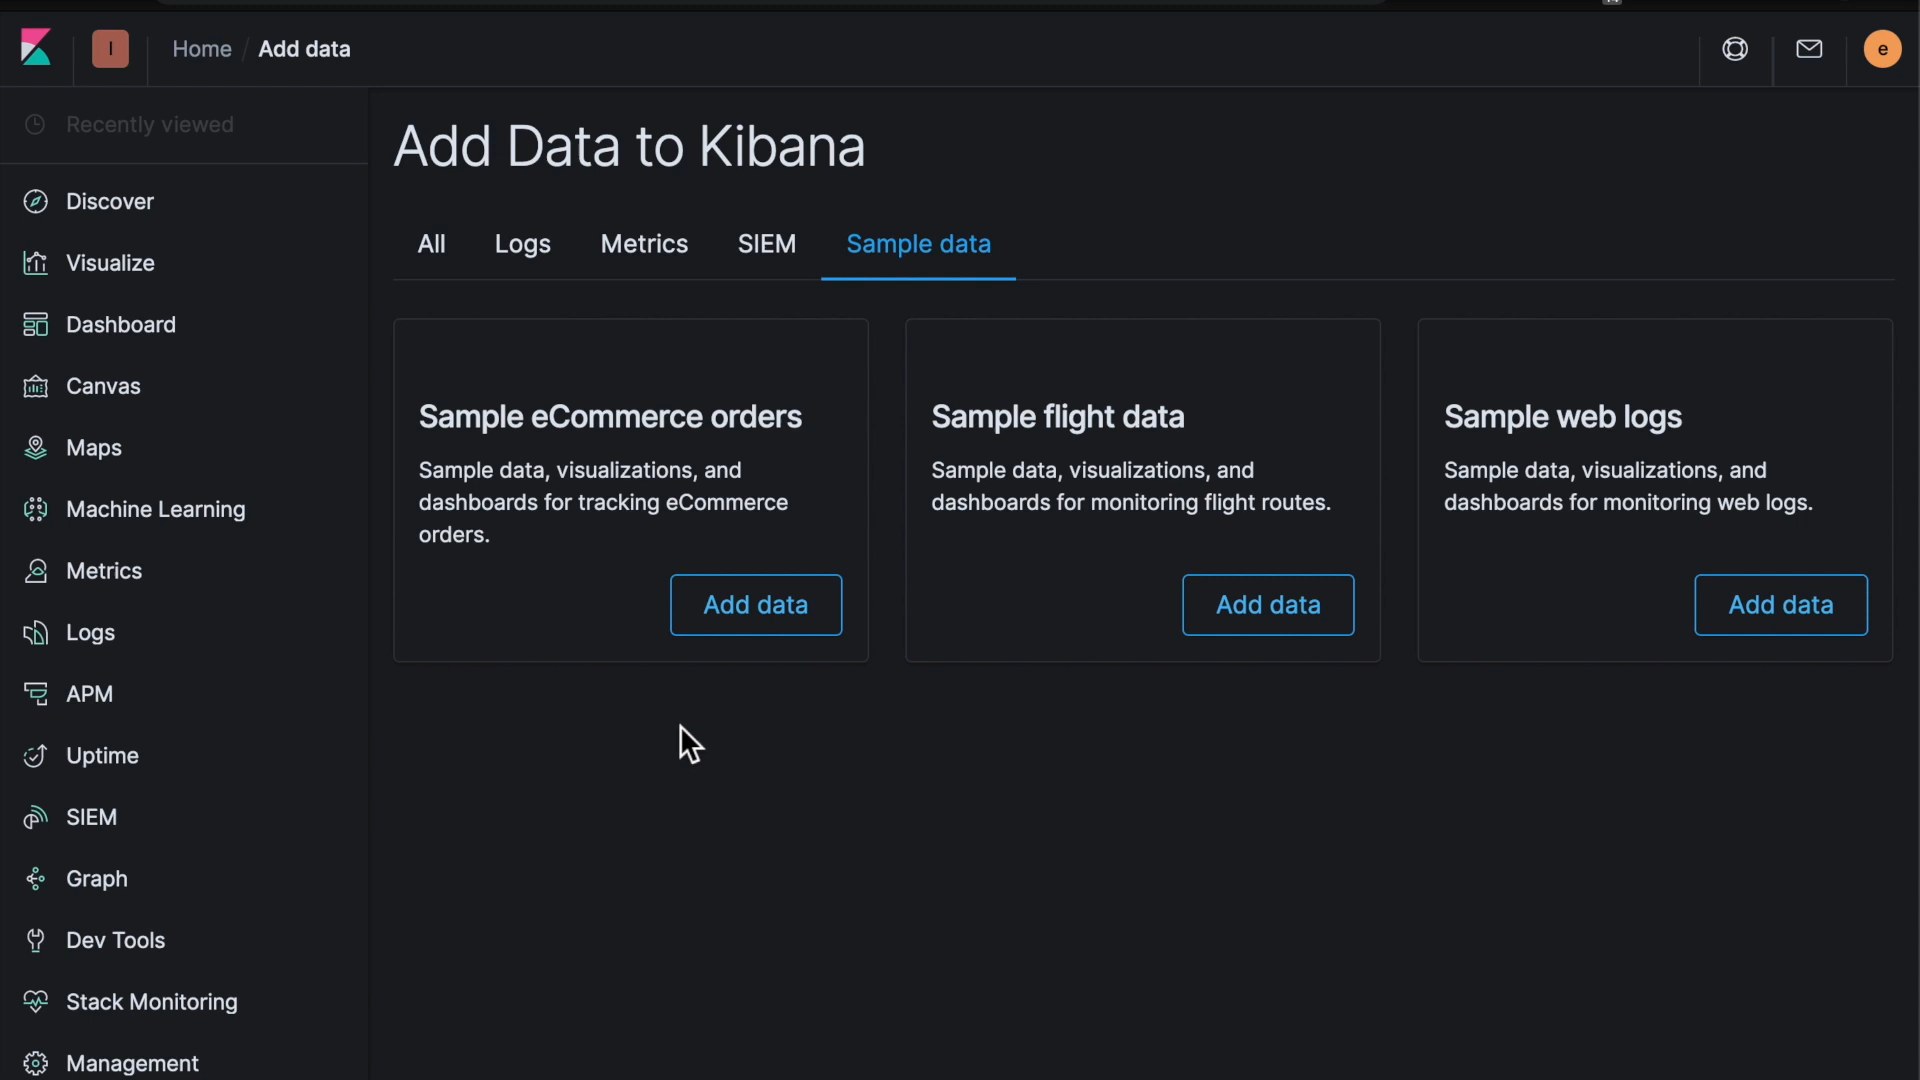 I
Home / Add data
e
Recently viewed
Discover
Visualize
Dashboard
Canvas
Maps
Machine Learning
Metrics
Logs
APM
Uptime
SIEM
Graph
Dev Tools
Stack Monitoring
Management
Add Data to Kibana
All Logs Metrics SIEM Sample data
Sample eCommerce orders
Sample data, visualizations, and
dashboards for tracking eCommerce
orders.
Add data
Sample flight data
Sample data, visualizations, and
dashboards for monitoring flight routes.
Add data
Sample web logs
Sample data, visualizations, and
dashboards for monitoring web logs.
Add data